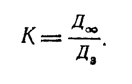 K = Д∞ / Дз.